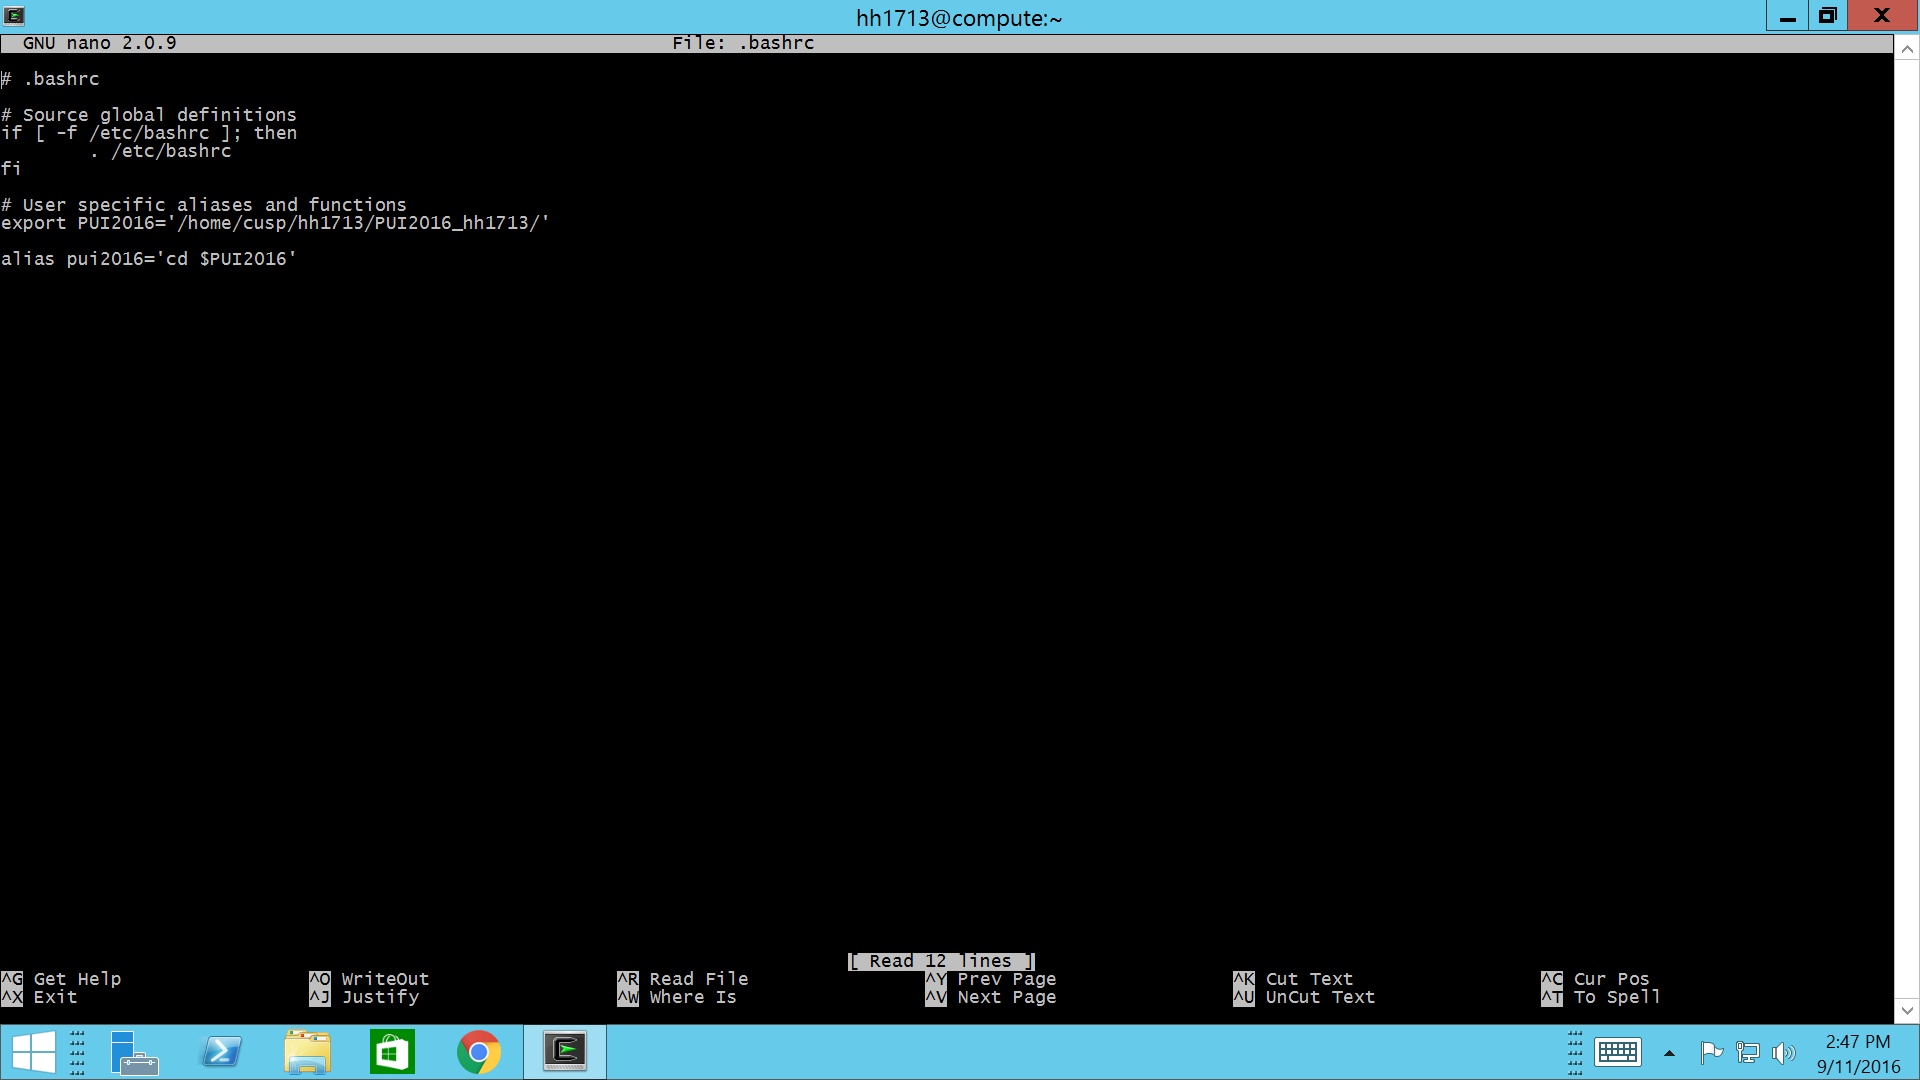 hh1713@compute:~
GNU nano 2.0.9 File: .bashrc
# .bashrc
# Source global definitions
if [ -f /etc/bashrc ]; then
. /etc/bashrc
fi
# User specific aliases and functions
export PUI2016='/home/cusp/hh1713/PUI2016_hh1713/'
alias pui2016='cd $PUI2016'
[ Read 12 lines ]
^G Get Help ^O WriteOut ^R Read File ^Y Prev Page ^K Cut Text ^C Cur Pos
^X Exit ^J Justify ^W Where Is ^V Next Page ^U UnCut Text ^T To Spell
2:47 PM
9/11/2016